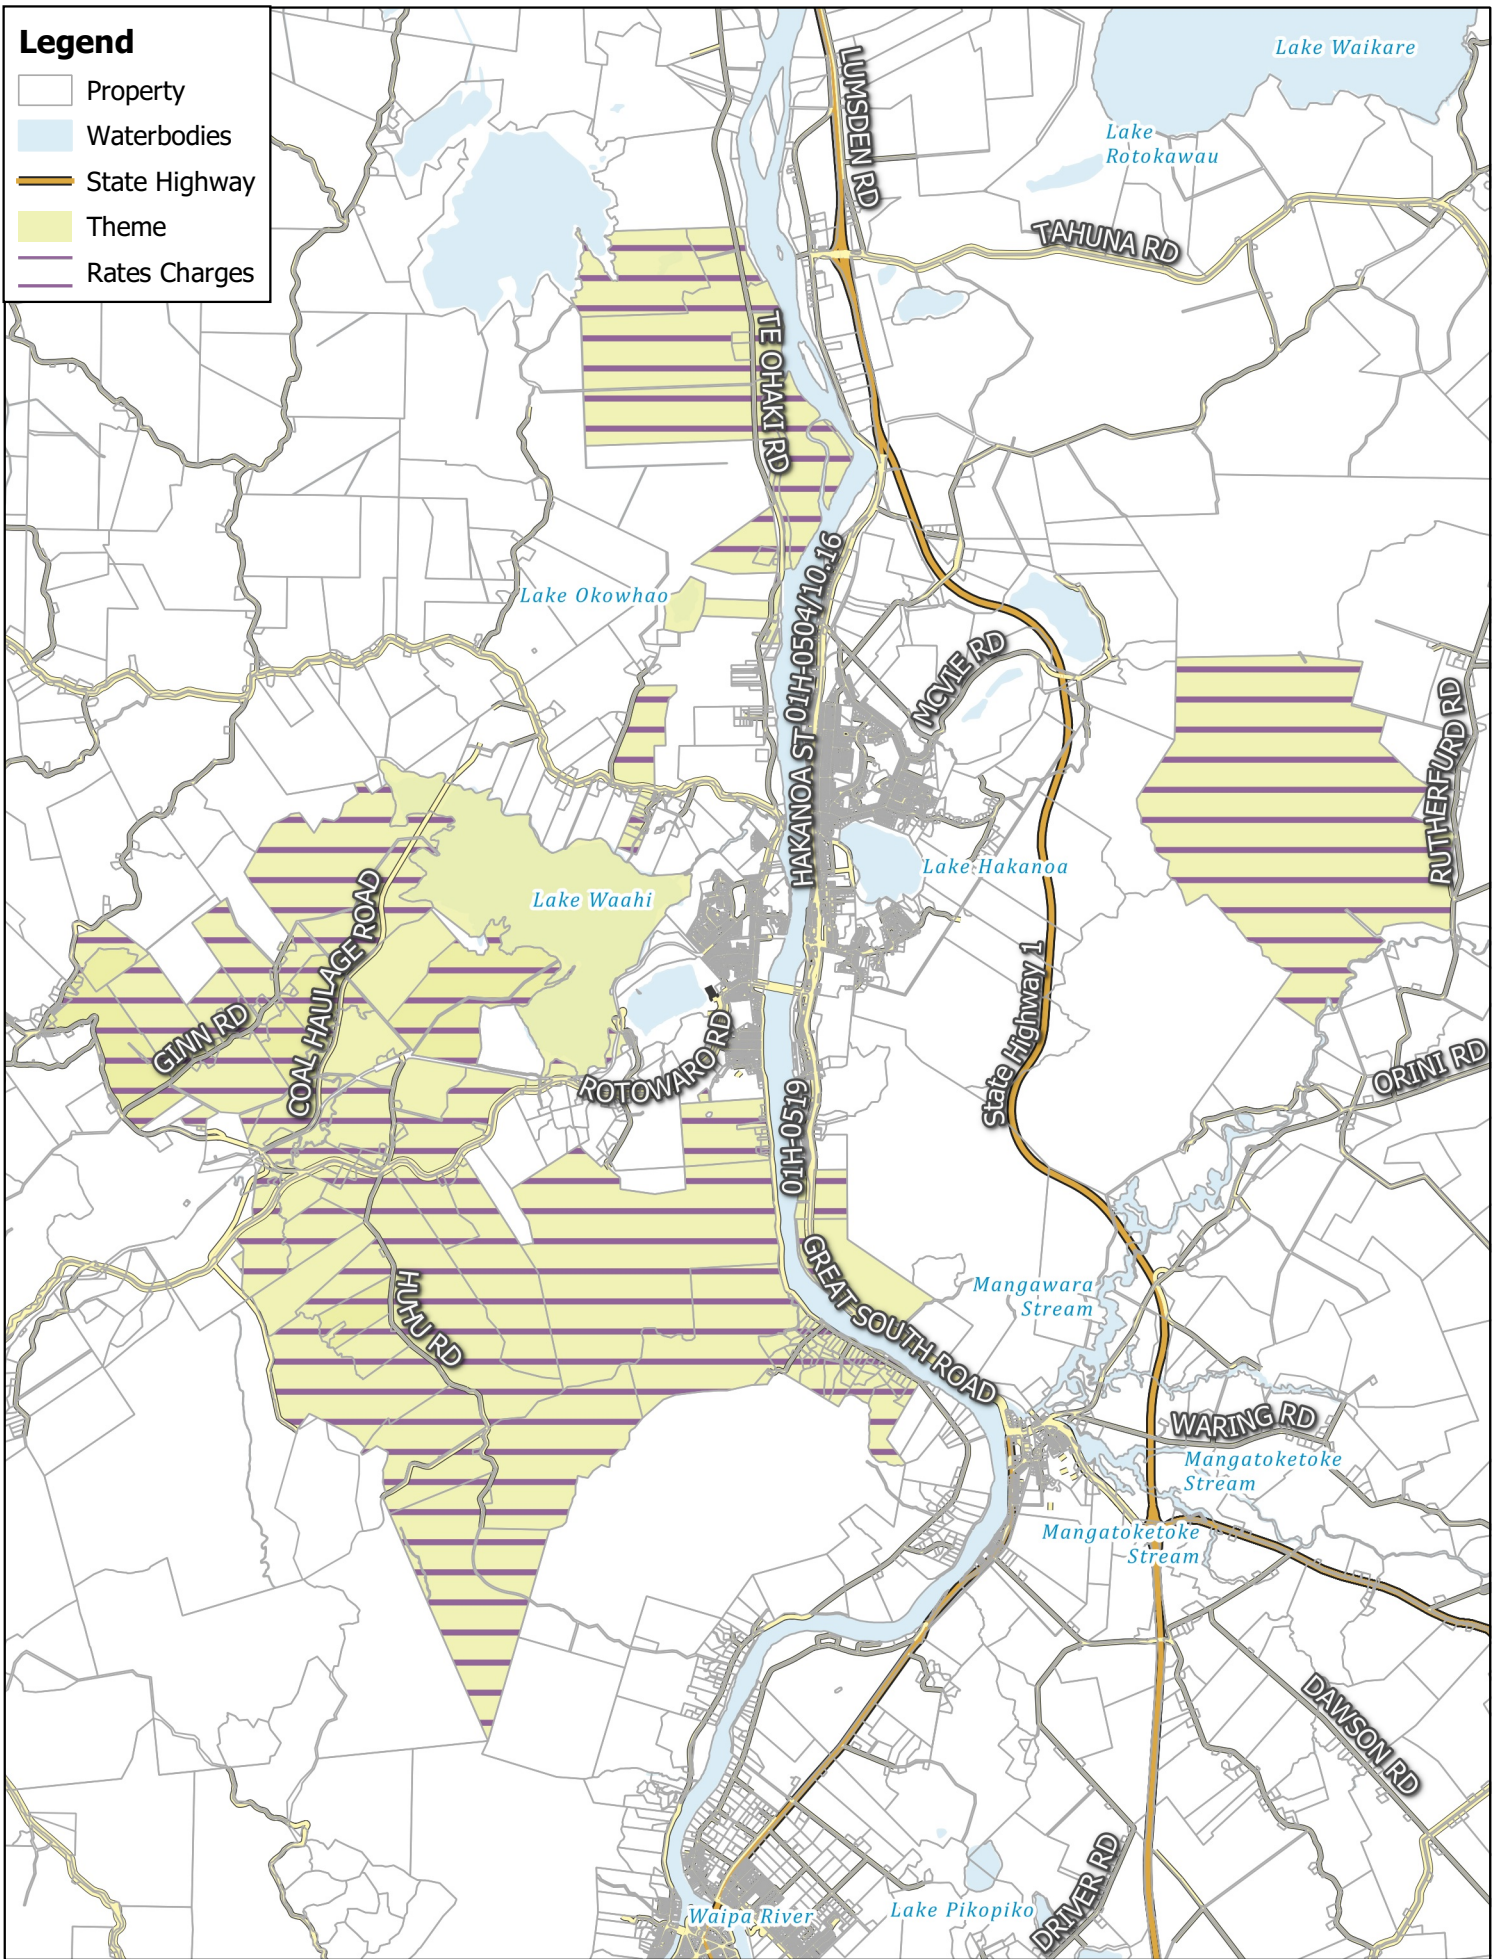 Legend
Property
Waterbodies
State Highway
Theme
Rates Charges
Lake Waikare
LUMSDEN RD
Lake
Rotokawau
TAHUNA RD
TE OHAKI RD
HAKANOA ST 01H-0504/10.16
Lake Okowhao
MCVIE RD
RUTHERFURD RD
Lake Hakanoa
Lake Waahi
COAL HAULAGE ROAD
State Highway 1
GINN RD
ROTOWARO RD
ORINI RD
01H-0519
GREAT SOUTH ROAD
Mangawara
Stream
HUHU RD
WARING RD
Mangatoketoke
Stream
Mangatoketoke
Stream
DAWSON RD
DRIVER RD
Lake Pikopiko
Waipa River